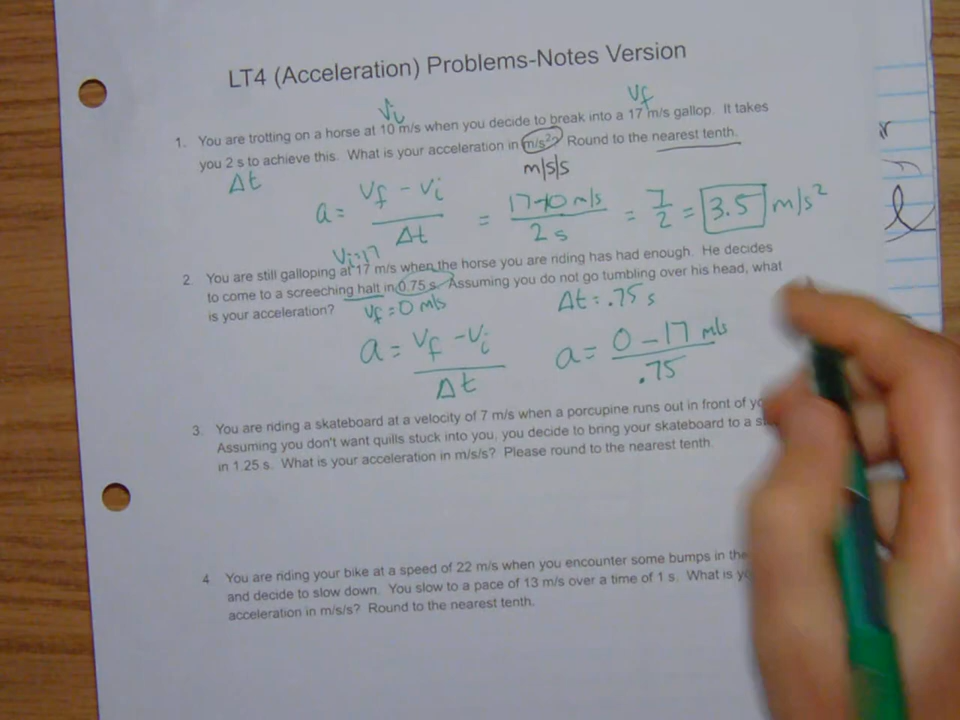 LT4 (Acceleration) Problems-Notes Version
Vi
Vf
1. You are trotting on a horse at 10 m/s when you decide to break into a 17 m/s gallop. It takes
you 2 s to achieve this. What is your acceleration in m/s²? Round to the nearest tenth.
Δt
m/s/s
a = Vf - Vi / Δt = 17-10 m/s / 2 s = 7/2 = 3.5 m/s²
Vi=17
2. You are still galloping at 17 m/s when the horse you are riding has had enough. He decides
to come to a screeching halt in 0.75 s. Assuming you do not go tumbling over his head, what
is your acceleration?
Vf = 0 m/s
Δt = .75 s
a = Vf - Vi / Δt
a = 0 - 17 m/s / .75
3. You are riding a skateboard at a velocity of 7 m/s when a porcupine runs out in front of
Assuming you don't want quills stuck into you, you decide to bring your skateboard to a
in 1.25 s. What is your acceleration in m/s/s? Please round to the nearest tenth.
4 You are riding your bike at a speed of 22 m/s when you encounter some bumps in the
and decide to slow down. You slow to a pace of 13 m/s over a time of 1 s. What is
acceleration in m/s/s? Round to the nearest tenth.